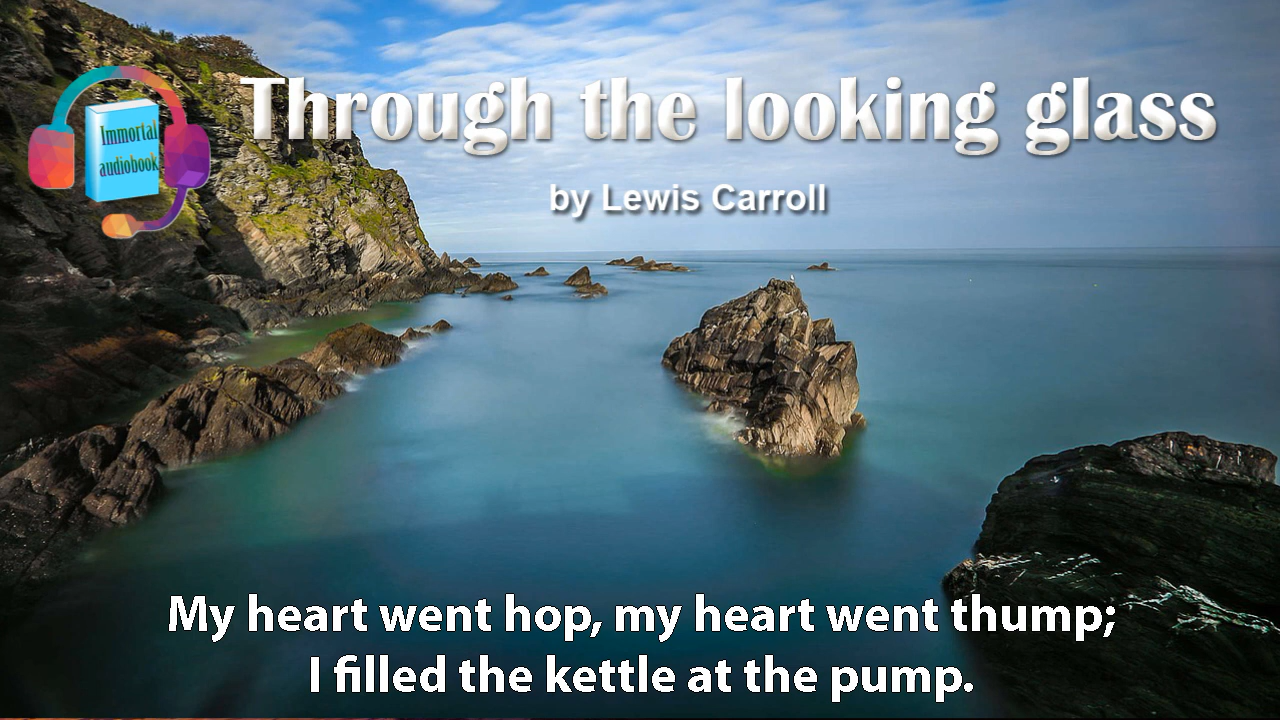 Through the looking glass
by Lewis Carroll
Immortal
audiobook
My heart went hop, my heart went thump;
I filled the kettle at the pump.